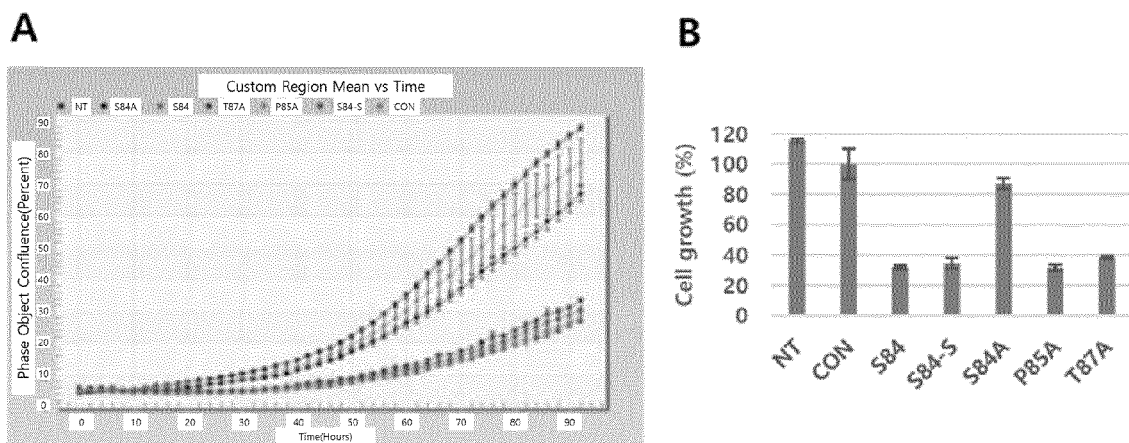 A
Custom Region Mean vs Time
NT S84A S84 T87A P85A S84-S CON
Phase Object Confluence(Percent)
90
80
70
60
50
40
30
20
10
0
0 10 20 30 40 50 60 70 80 90
Time(Hours)
B
Cell growth (%)
120
100
80
60
40
20
0
NT CON S84 S84-S S84A P85A T87A